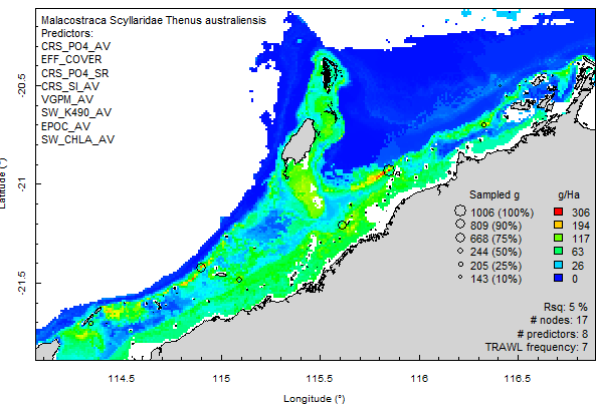 Malacostraca Scyllaridae Thenus australiensis
Predictors:
CRS_PO4_AV
EFF_COVER
CRS_PO4_SR
CRS_SI_AV
VGPM_AV
SW_K490_AV
EPOC_AV
SW_CHLA_AV
-20.5
-21
-21.5
Latitude (°)
Sampled g g/Ha
1006 (100%) 306
809 (90%) 194
668 (75%) 117
244 (50%) 63
205 (25%) 26
143 (10%) 0
Rsq: 5 %
# nodes: 17
# predictors: 8
TRAWL frequency: 7
114.5 115 115.5 116 116.5
Longitude (°)